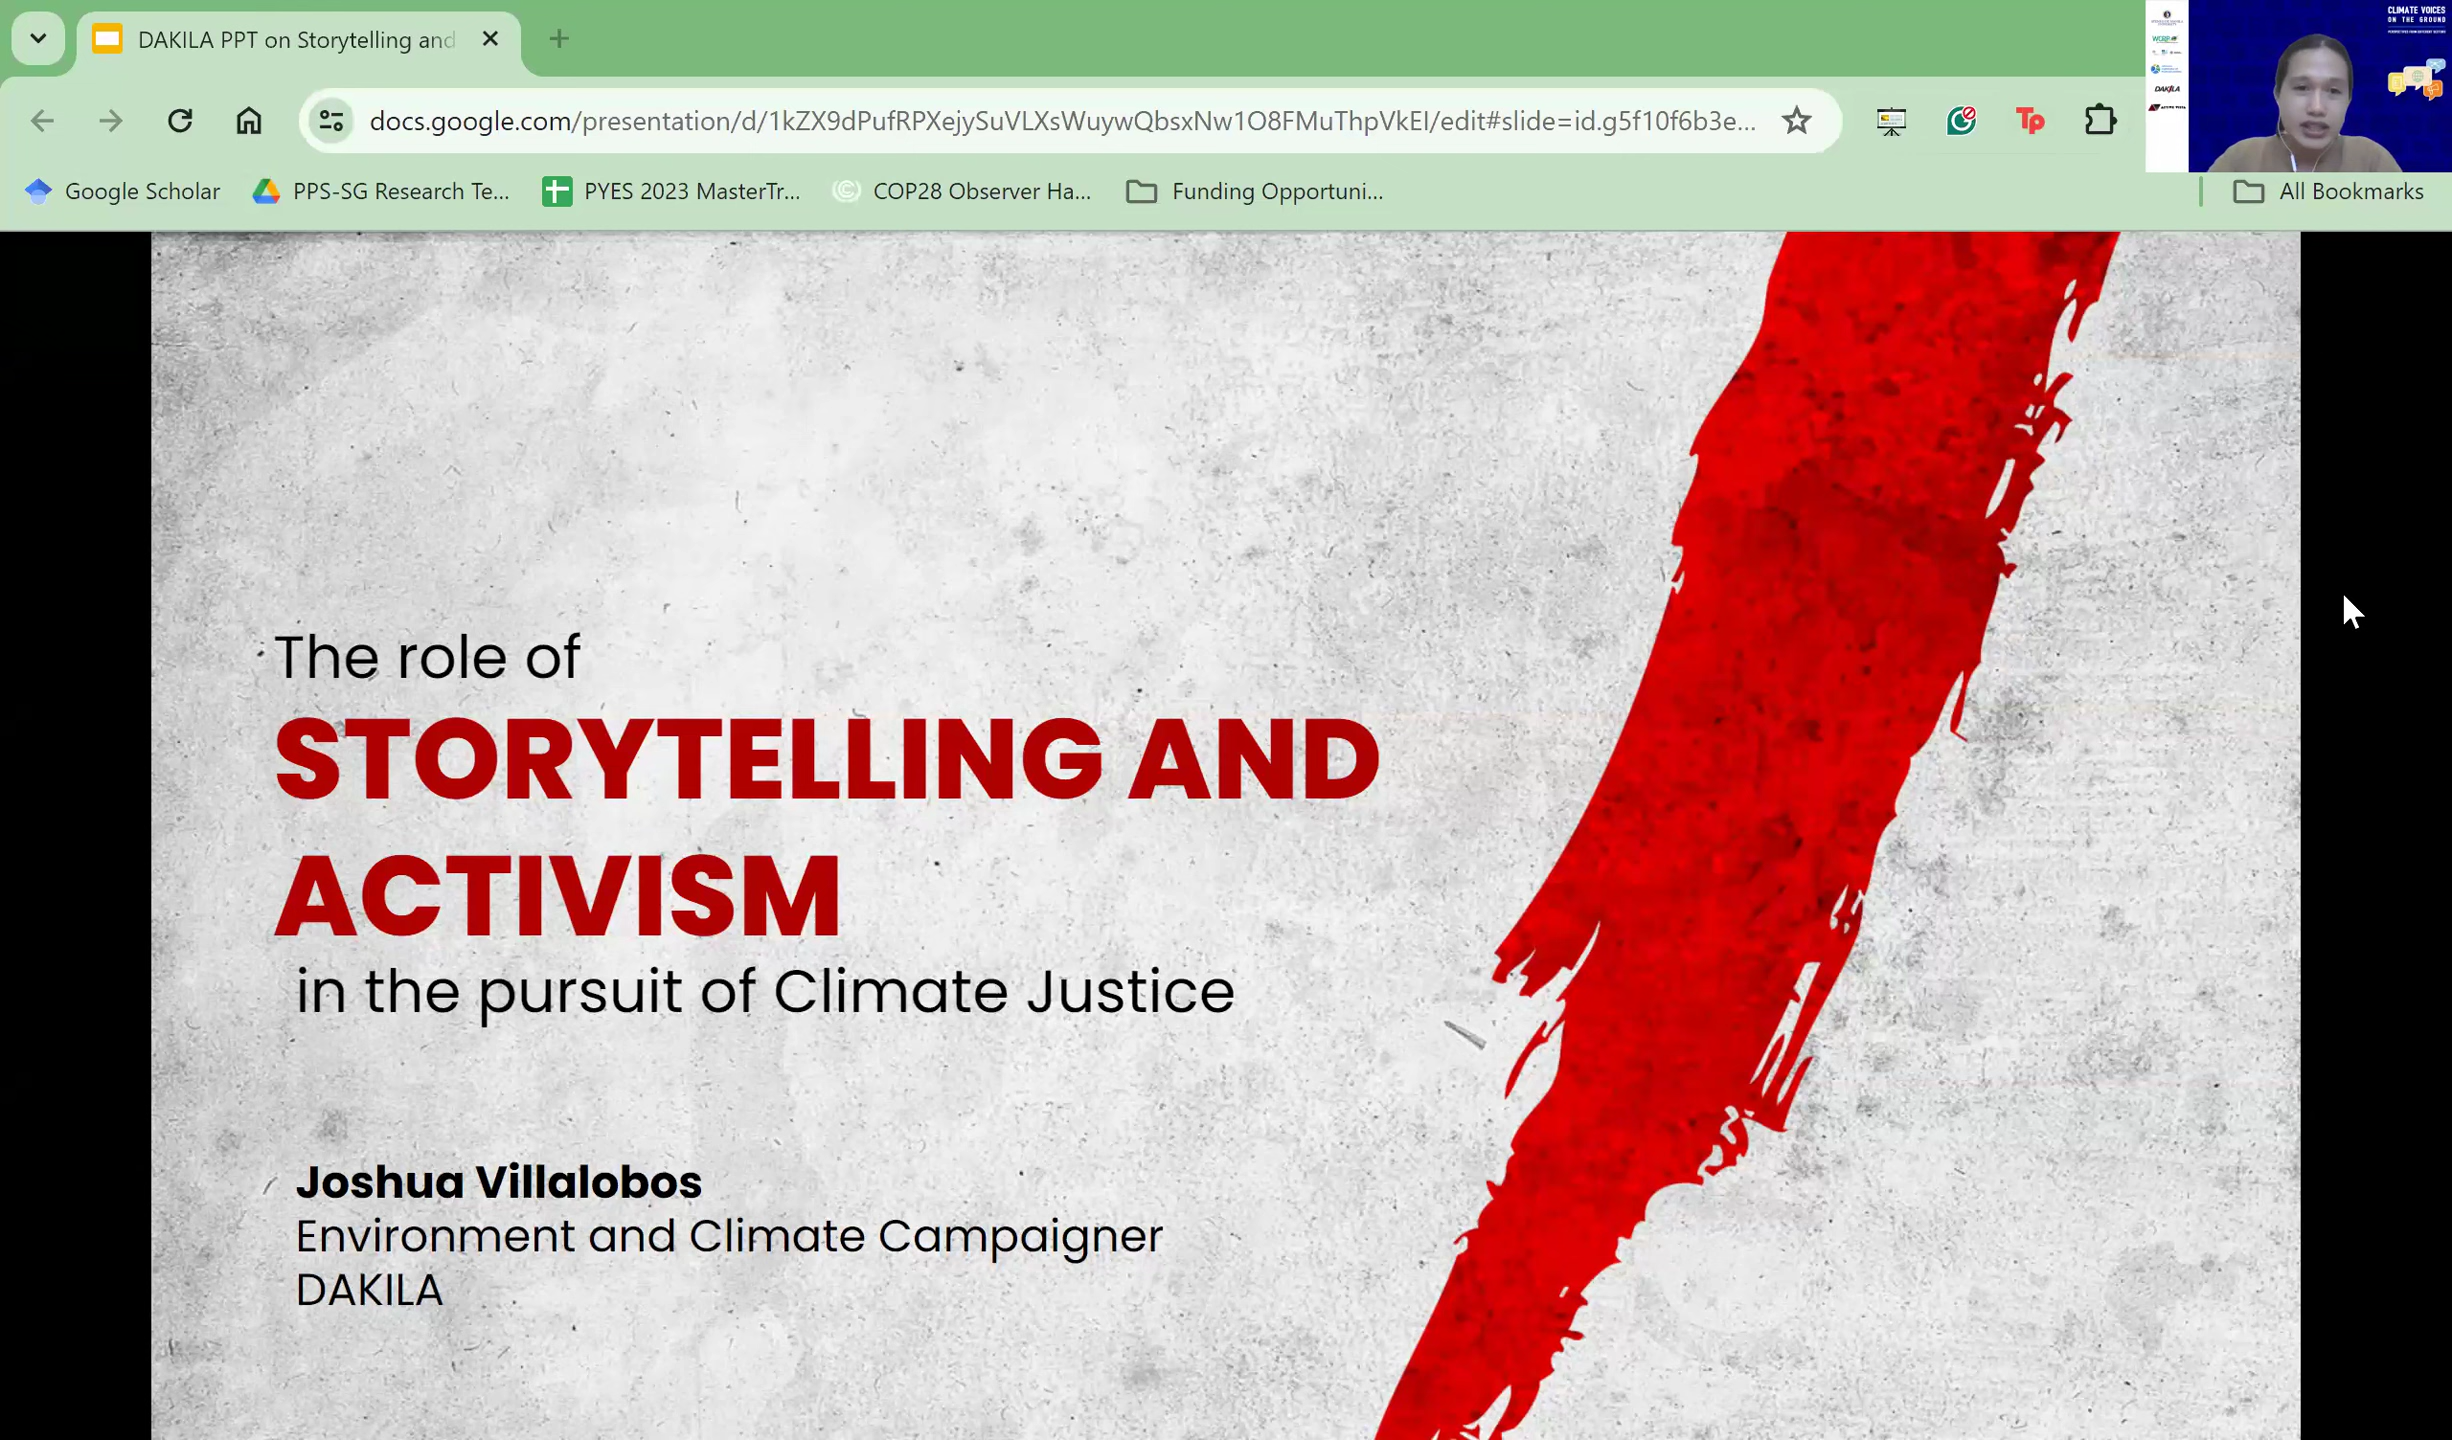 DAKILA PPT on Storytelling and
docs.google.com/presentation/d/1kZX9dPufRPXejySuVLXsWuywQbsxNw1O8FMuThpVkEI/edit#slide=id.g5f10f6b3e...
Tp
CLIMATE VOICES
ON THE GROUND
DAKILA
Google Scholar
PPS-SG Research Te...
PYES 2023 MasterTr...
COP28 Observer Ha...
Funding Opportuni...
All Bookmarks
The role of
STORYTELLING AND
ACTIVISM
in the pursuit of Climate Justice
Joshua Villalobos
Environment and Climate Campaigner
DAKILA